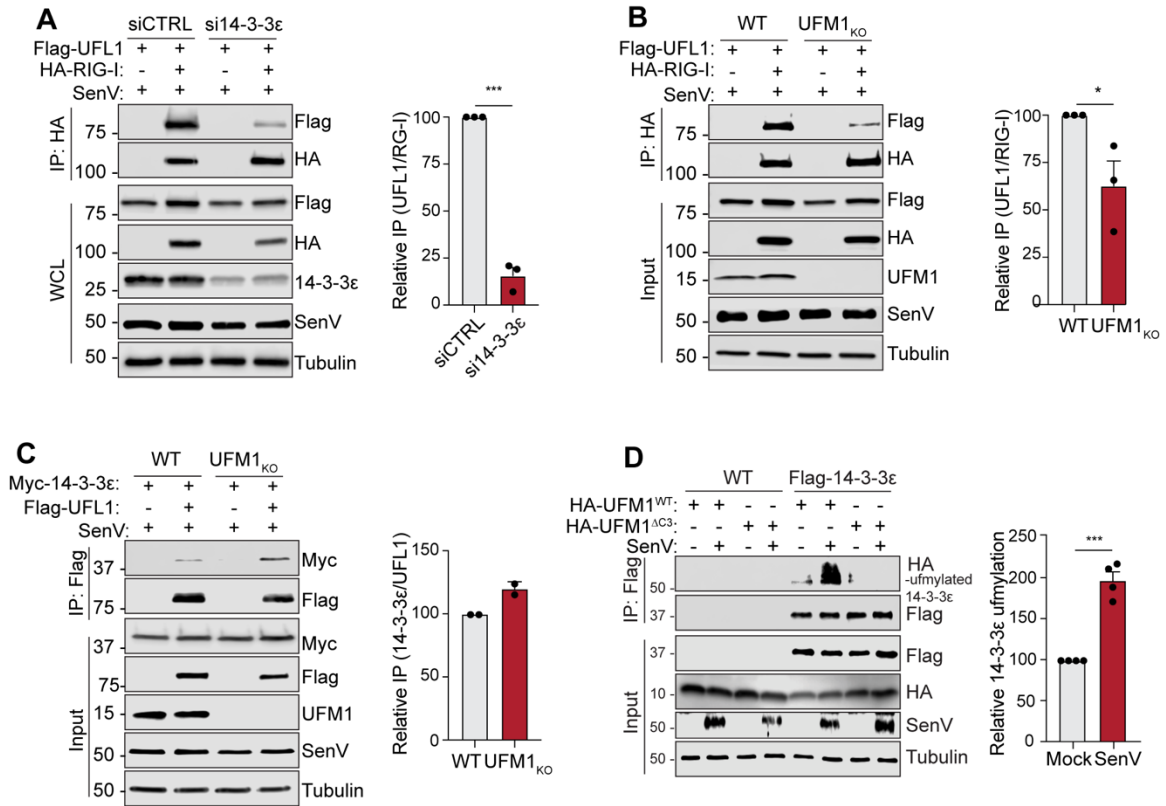 A
siCTRL si14-3-3ε
Flag-UFL1: + + + +
HA-RIG-I: - + - +
SenV: + + + +
IP: HA
75
Flag
100
HA
WCL
75
Flag
100
HA
25
14-3-3ε
50
SenV
50
Tubulin
Relative IP (UFL1/RG-I)
100
75
50
25
0
***
siCTRL
si14-3-3ε
B
WT UFM1KO
Flag-UFL1: + + + +
HA-RIG-I: - + - +
SenV: + + + +
IP: HA
75
Flag
100
HA
Input
75
Flag
100
HA
15
UFM1
50
SenV
50
Tubulin
Relative IP (UFL1/RIG-I)
100
75
50
25
0
*
WT UFM1KO
C
WT UFM1KO
Myc-14-3-3ε: + + + +
Flag-UFL1: - + - +
SenV: + + + +
IP: Flag
37
Myc
75
Flag
Input
37
Myc
75
Flag
15
UFM1
50
SenV
50
Tubulin
Relative IP (14-3-3ε/UFL1)
150
100
50
0
WT UFM1KO
D
WT Flag-14-3-3ε
HA-UFM1WT: + + - - + + - -
HA-UFM1ΔC3: - - + + - - + +
SenV: - + - + - + - +
IP: Flag
50
HA
-ufmylated
14-3-3ε
37
Flag
Input
37
Flag
10
HA
50
SenV
50
Tubulin
Relative 14-3-3ε ufmylation
250
200
150
100
50
0
***
Mock SenV